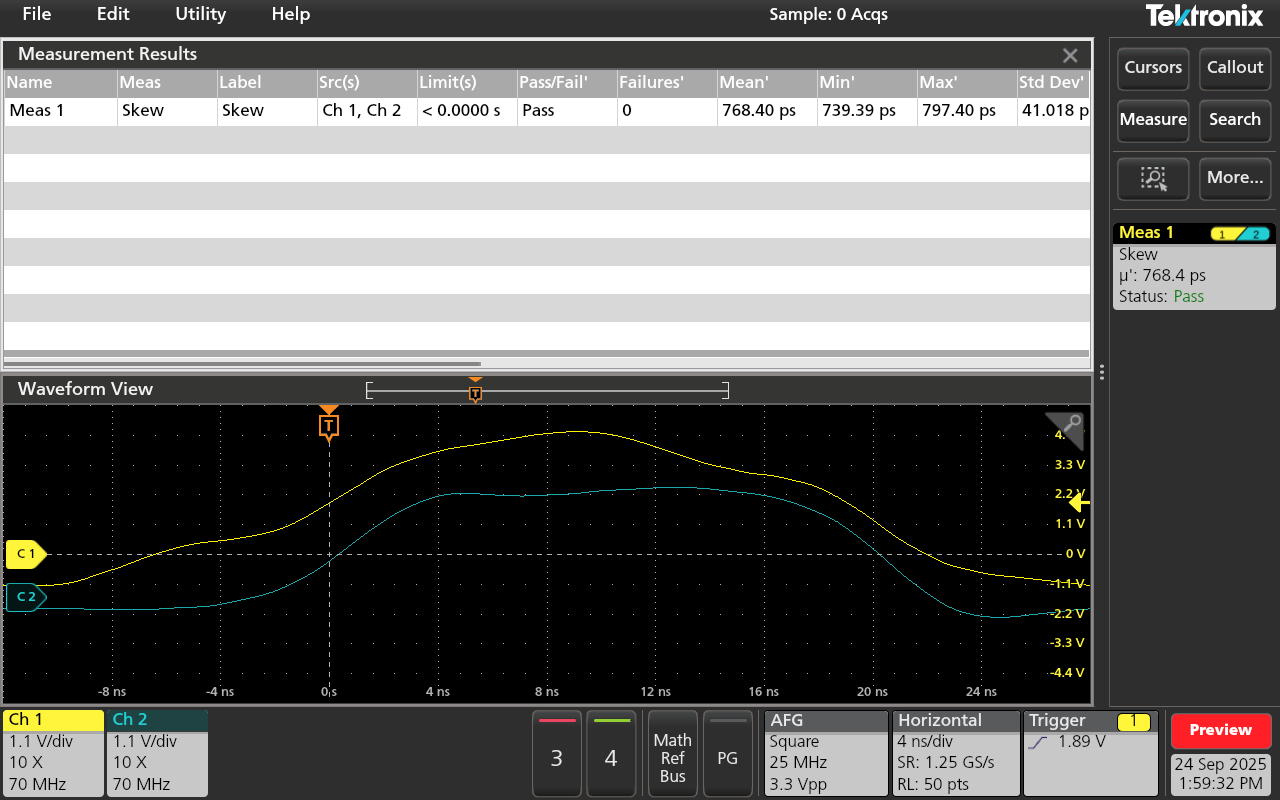 File Edit Utility Help Sample: 0 Acqs Tektronix
Measurement Results
Name Meas Label Src(s) Limit(s) Pass/Fail' Failures' Mean' Min' Max' Std Dev'
Meas 1 Skew Skew Ch 1, Ch 2 < 0.0000 s Pass 0 768.40 ps 739.39 ps 797.40 ps 41.018 p
Cursors Callout
Measure Search
More...
Meas 1 1 2
Skew
µ': 768.4 ps
Status: Pass
Waveform View
T
T
4.
3.3 V
2.2 V
1.1 V
C 1
0 V
-1.1 V
C 2
-2.2 V
-3.3 V
-4.4 V
-8 ns -4 ns 0 s 4 ns 8 ns 12 ns 16 ns 20 ns 24 ns
Ch 1
1.1 V/div
10 X
70 MHz
Ch 2
1.1 V/div
10 X
70 MHz
3
4
Math
Ref
Bus
PG
AFG
Square
25 MHz
3.3 Vpp
Horizontal
4 ns/div
SR: 1.25 GS/s
RL: 50 pts
Trigger 1
1.89 V
Preview
24 Sep 2025
1:59:32 PM